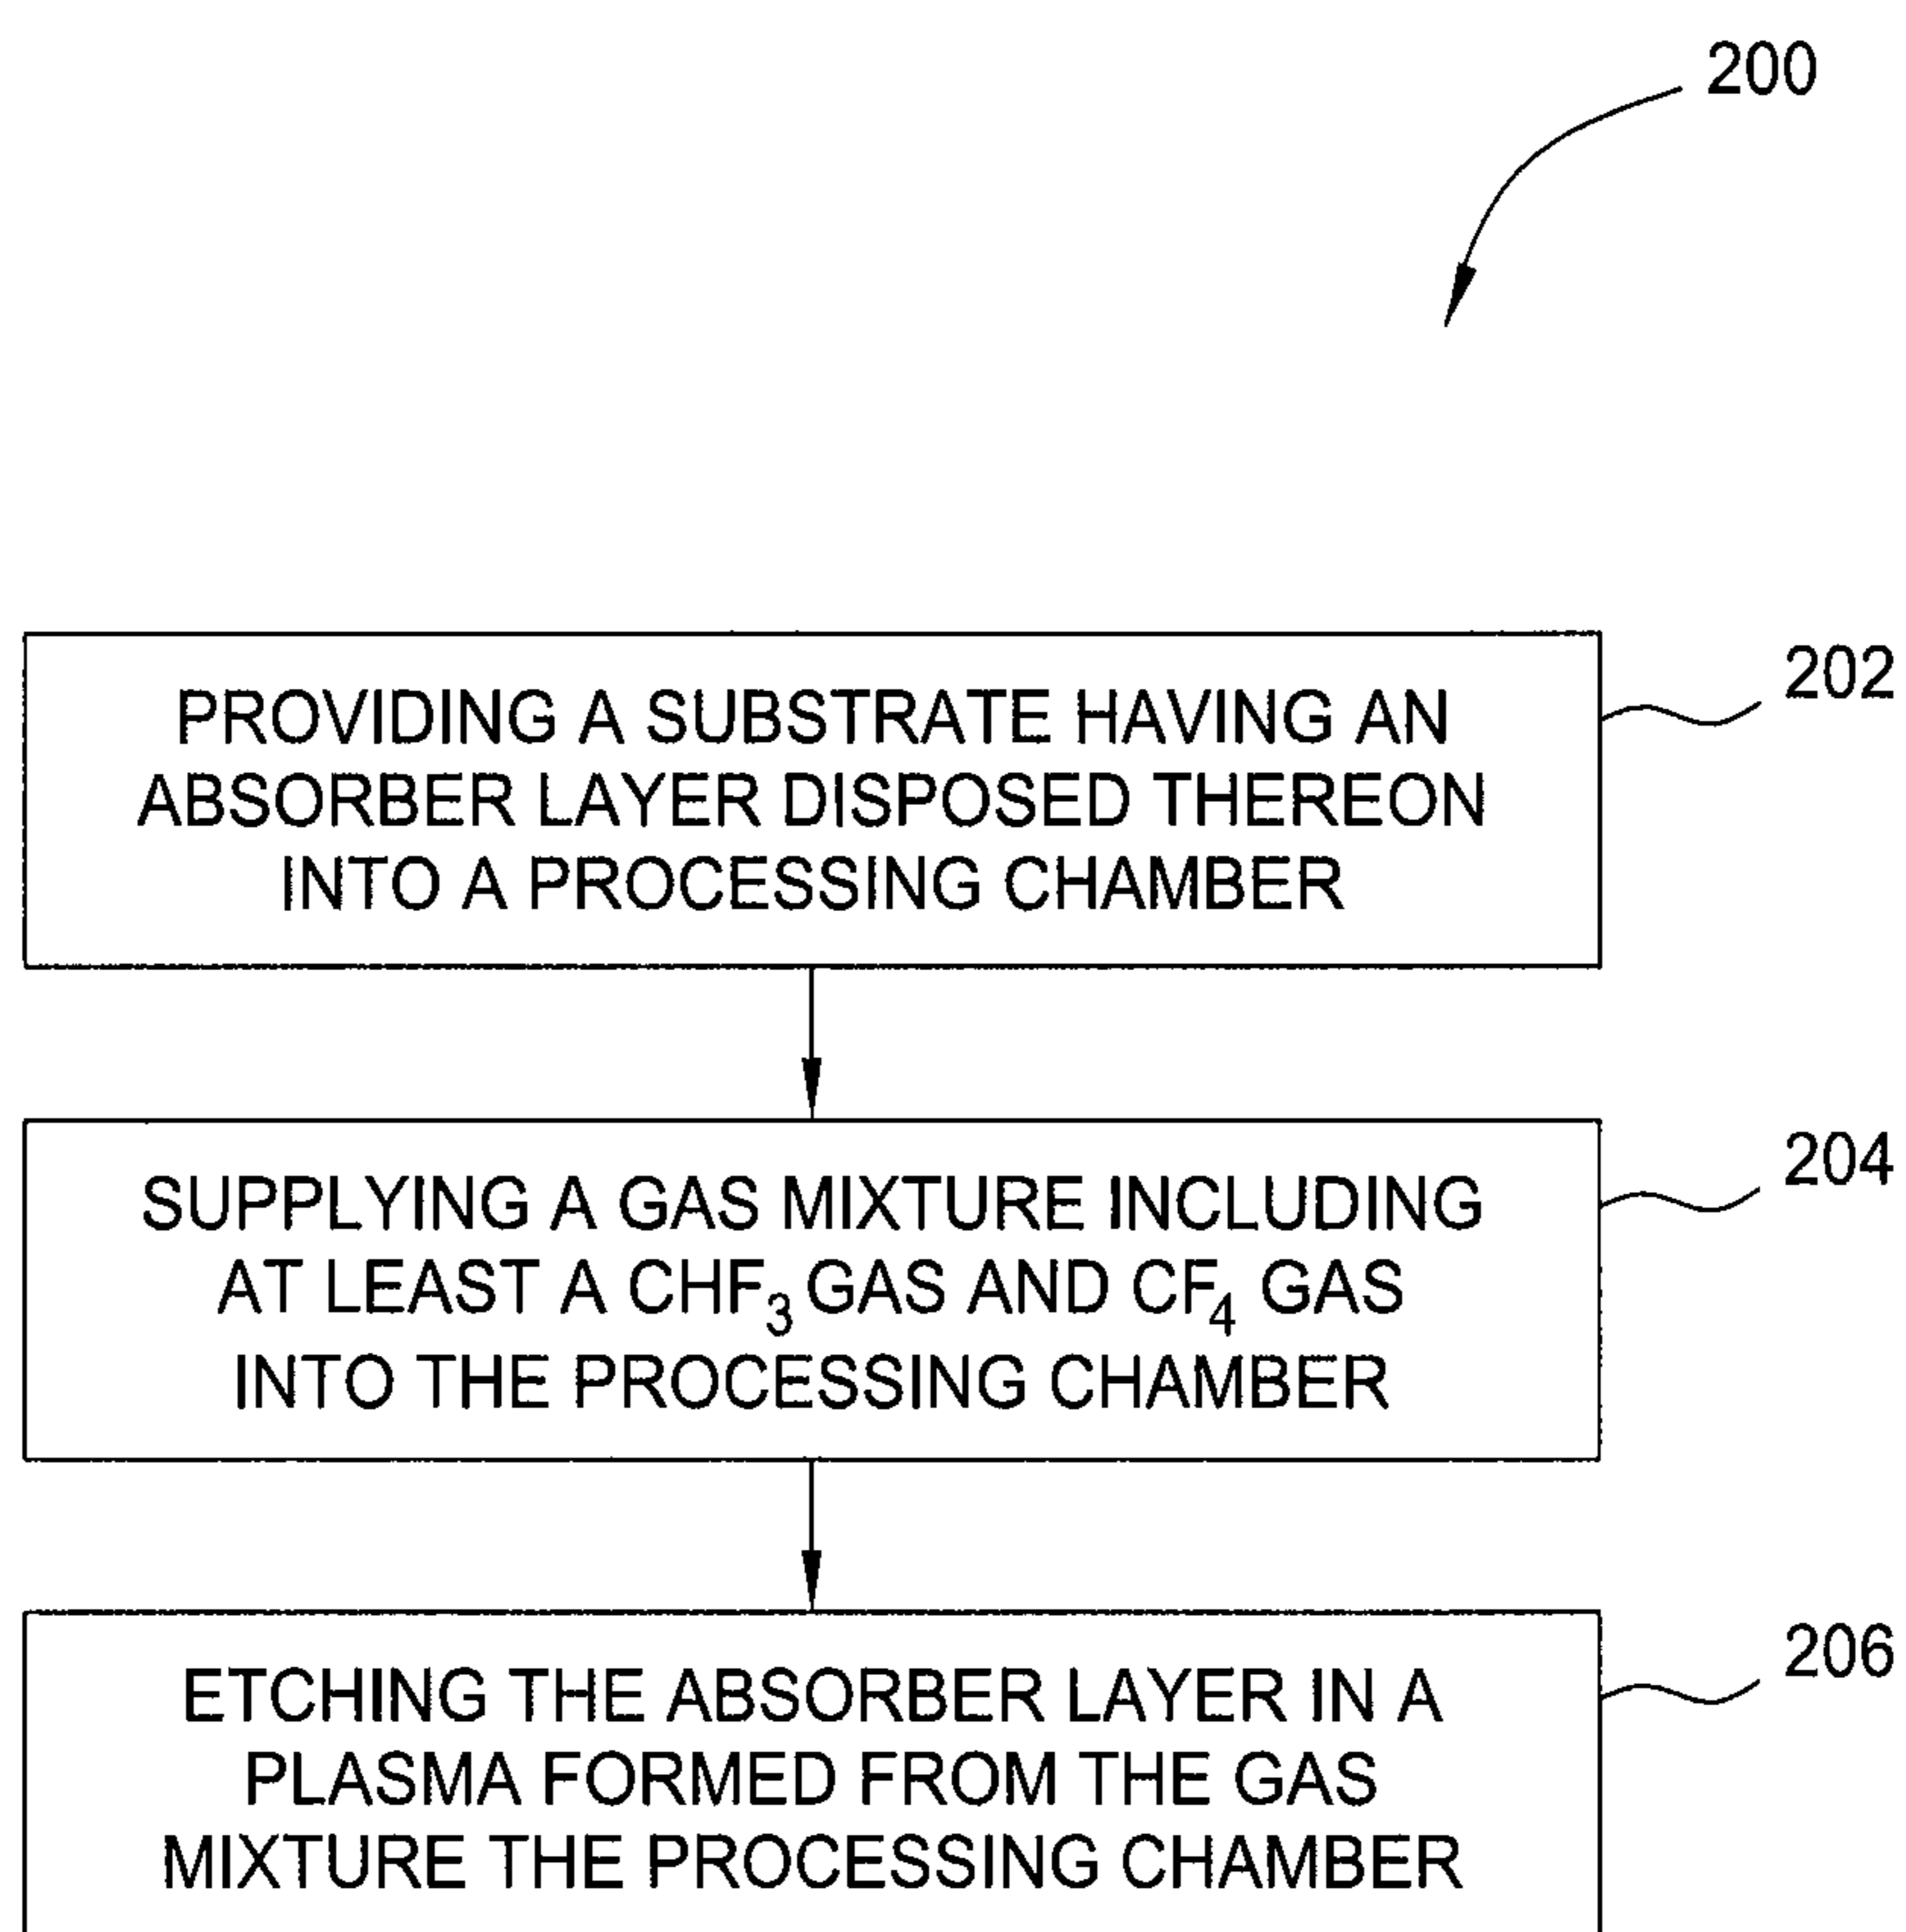 200
PROVIDING A SUBSTRATE HAVING AN
ABSORBER LAYER DISPOSED THEREON
INTO A PROCESSING CHAMBER
202
SUPPLYING A GAS MIXTURE INCLUDING
AT LEAST A CHF₃ GAS AND CF₄ GAS
INTO THE PROCESSING CHAMBER
204
ETCHING THE ABSORBER LAYER IN A
PLASMA FORMED FROM THE GAS
MIXTURE THE PROCESSING CHAMBER
206